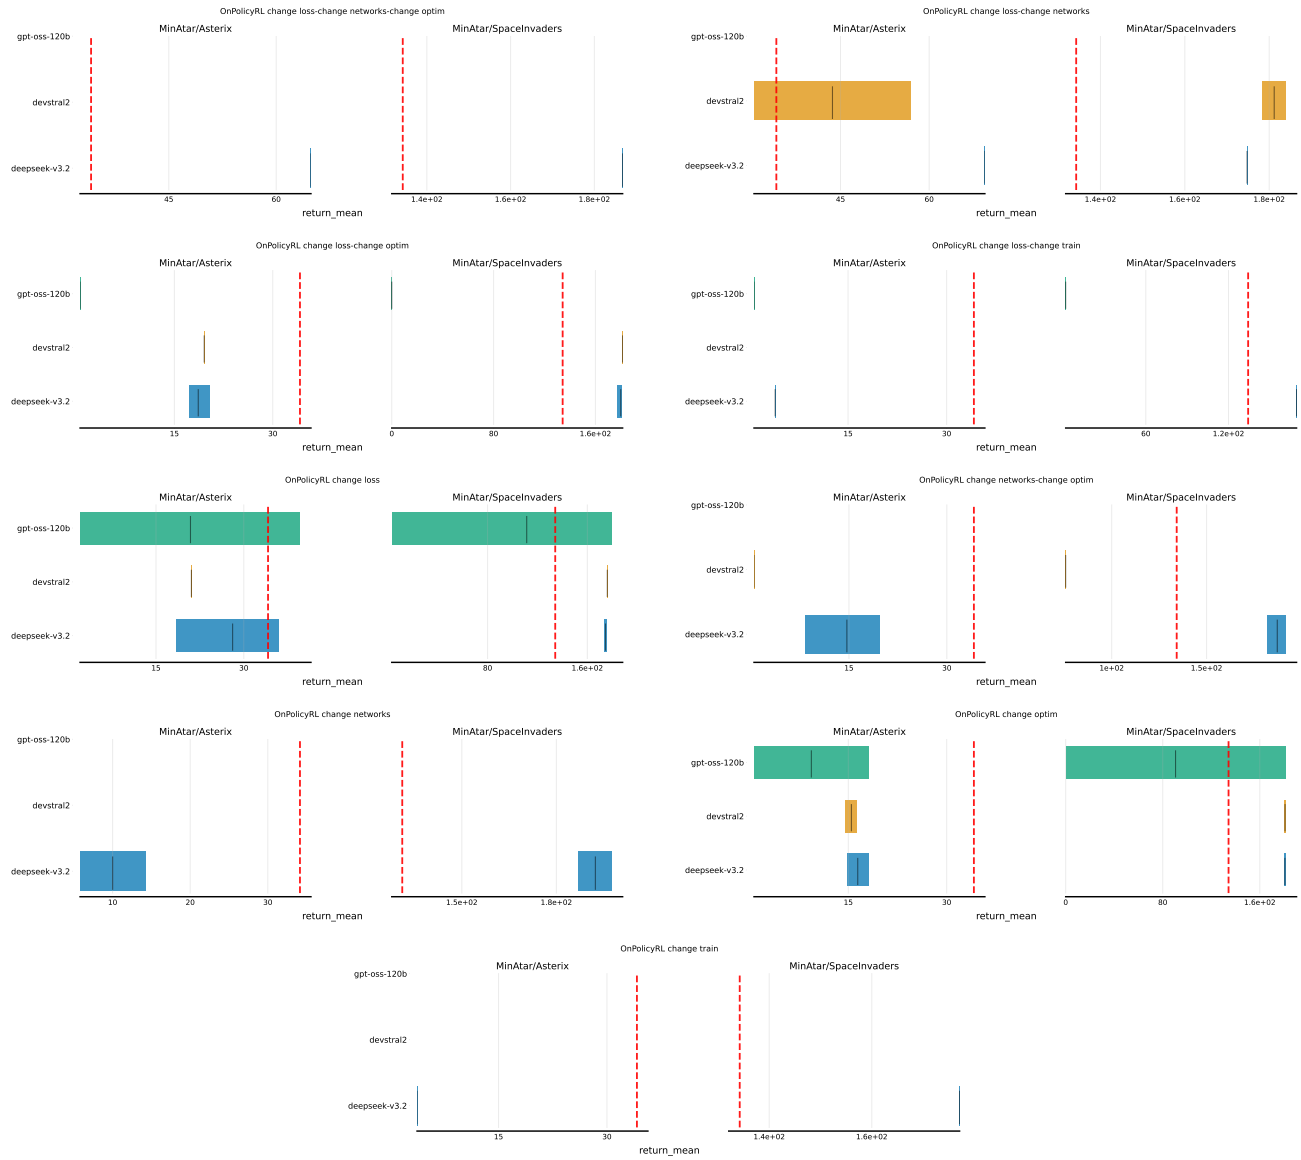 OnPolicyRL change loss-change networks-change optim
MinAtar/Asterix
MinAtar/SpaceInvaders
gpt-oss-120b
devstral2
deepseek-v3.2
45
60
1.4e+02
1.6e+02
1.8e+02
return_mean
OnPolicyRL change loss-change networks
MinAtar/Asterix
MinAtar/SpaceInvaders
gpt-oss-120b
devstral2
deepseek-v3.2
45
60
1.4e+02
1.6e+02
1.8e+02
return_mean
OnPolicyRL change loss-change optim
MinAtar/Asterix
MinAtar/SpaceInvaders
gpt-oss-120b
devstral2
deepseek-v3.2
15
30
0
80
1.6e+02
return_mean
OnPolicyRL change loss-change train
MinAtar/Asterix
MinAtar/SpaceInvaders
gpt-oss-120b
devstral2
deepseek-v3.2
15
30
60
1.2e+02
return_mean
OnPolicyRL change loss
MinAtar/Asterix
MinAtar/SpaceInvaders
gpt-oss-120b
devstral2
deepseek-v3.2
15
30
80
1.6e+02
return_mean
OnPolicyRL change networks-change optim
MinAtar/Asterix
MinAtar/SpaceInvaders
gpt-oss-120b
devstral2
deepseek-v3.2
15
30
1e+02
1.5e+02
return_mean
OnPolicyRL change networks
MinAtar/Asterix
MinAtar/SpaceInvaders
gpt-oss-120b
devstral2
deepseek-v3.2
10
20
30
1.5e+02
1.8e+02
return_mean
OnPolicyRL change optim
MinAtar/Asterix
MinAtar/SpaceInvaders
gpt-oss-120b
devstral2
deepseek-v3.2
15
30
0
80
1.6e+02
return_mean
OnPolicyRL change train
MinAtar/Asterix
MinAtar/SpaceInvaders
gpt-oss-120b
devstral2
deepseek-v3.2
15
30
1.4e+02
1.6e+02
return_mean